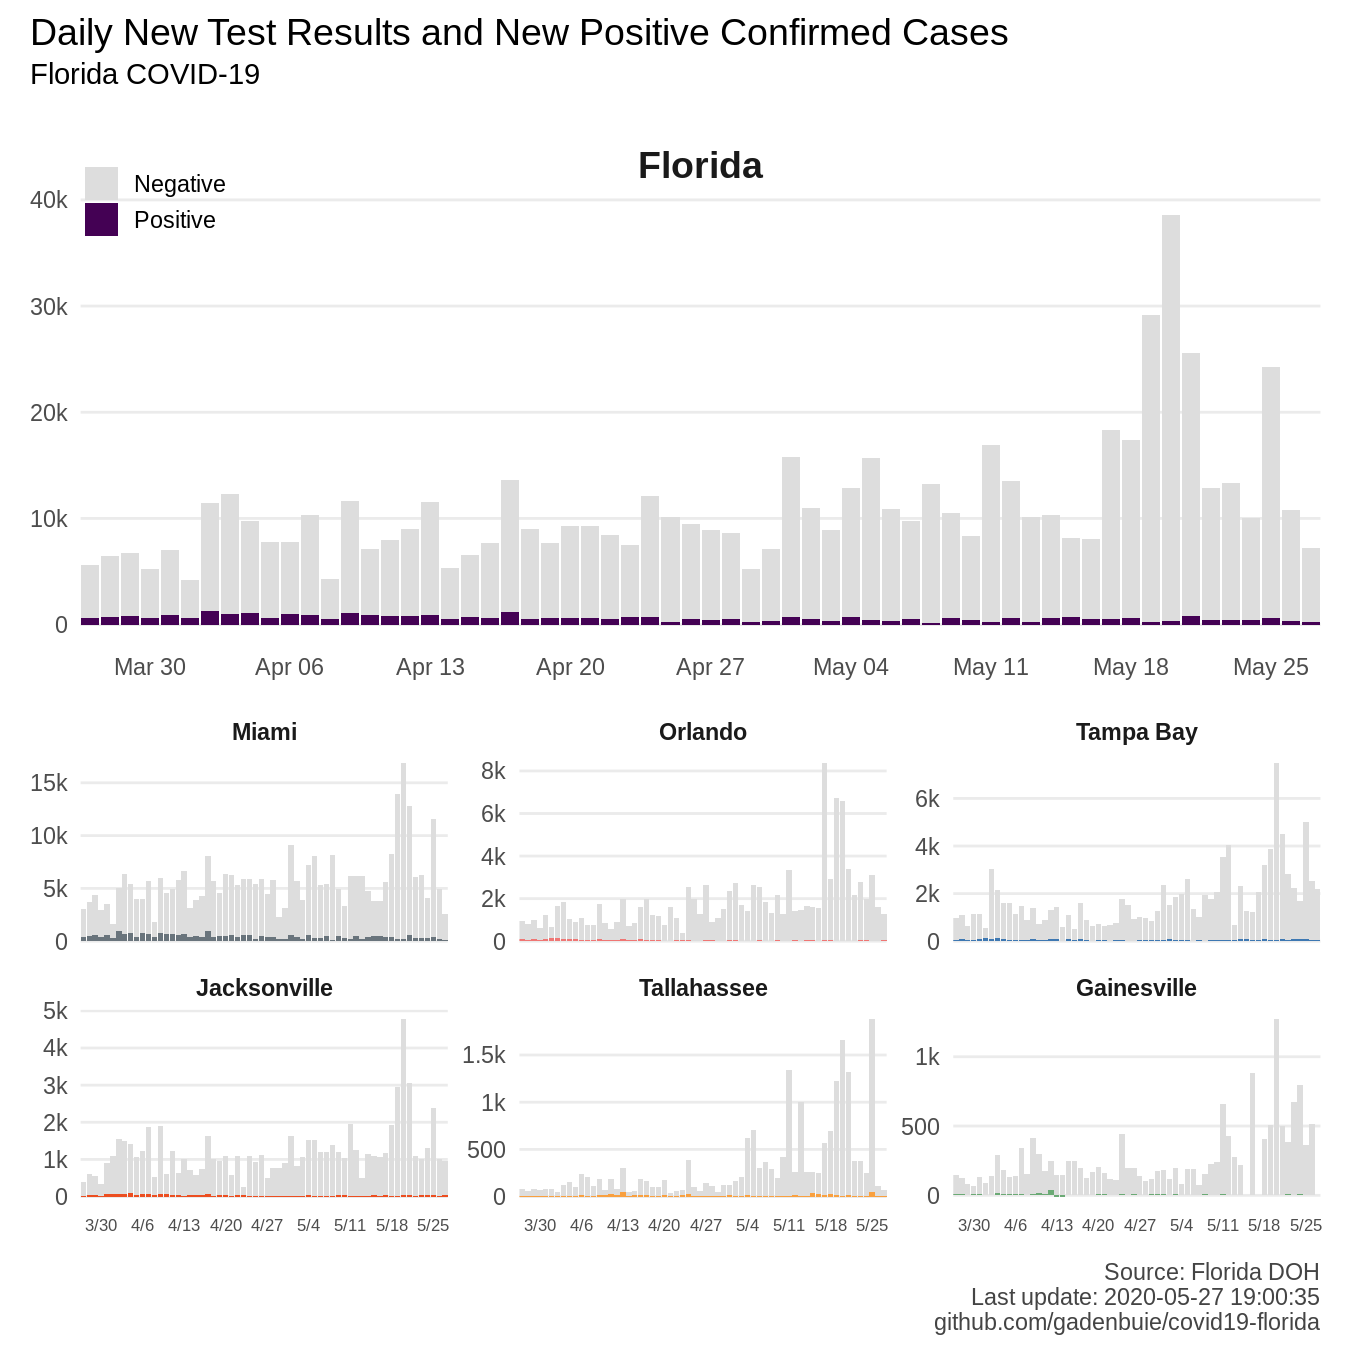 Daily New Test Results and New Positive Confirmed Cases
Florida COVID-19
Florida
Negative
Positive
40k
30k
20k
10k
0
Mar 30 Apr 06 Apr 13 Apr 20 Apr 27 May 04 May 11 May 18 May 25
Miami
15k
10k
5k
0
Orlando
8k
6k
4k
2k
0
Tampa Bay
6k
4k
2k
0
Jacksonville
5k
4k
3k
2k
1k
0
3/30 4/6 4/13 4/20 4/27 5/4 5/11 5/18 5/25
Tallahassee
1.5k
1k
500
0
3/30 4/6 4/13 4/20 4/27 5/4 5/11 5/18 5/25
Gainesville
1k
500
0
3/30 4/6 4/13 4/20 4/27 5/4 5/11 5/18 5/25
Source: Florida DOH
Last update: 2020-05-27 19:00:35
github.com/gadenbuie/covid19-florida